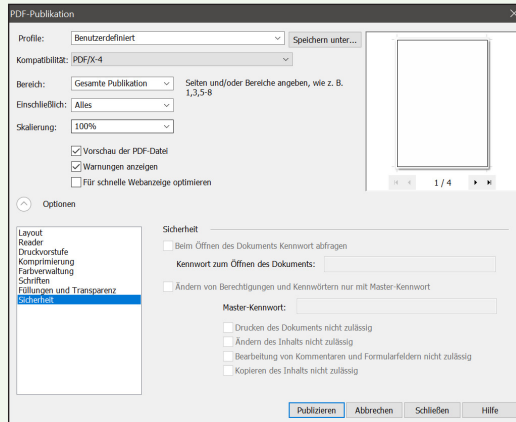 PDF-Publikation
Profile: Benutzerdefiniert Speichern unter...
Kompatibilität: PDF/X-4
Bereich: Gesamte Publikation Seiten und/oder Bereiche angeben, wie z. B.
1,3,5-8
Einschließlich: Alles
Skalierung: 100%
Vorschau der PDF-Datei
Warnungen anzeigen
Für schnelle Webanzeige optimieren
1 / 4
Optionen
Layout
Reader
Druckvorstufe
Komprimierung
Farbverwaltung
Schriften
Füllungen und Transparenz
Sicherheit
Sicherheit
Beim Öffnen des Dokuments Kennwort abfragen
Kennwort zum Öffnen des Dokuments:
Ändern von Berechtigungen und Kennwörtern nur mit Master-Kennwort
Master-Kennwort:
Drucken des Dokuments nicht zulässig
Ändern des Inhalts nicht zulässig
Bearbeitung von Kommentaren und Formularfeldern nicht zulässig
Kopieren des Inhalts nicht zulässig
Publizieren Abbrechen Schließen Hilfe